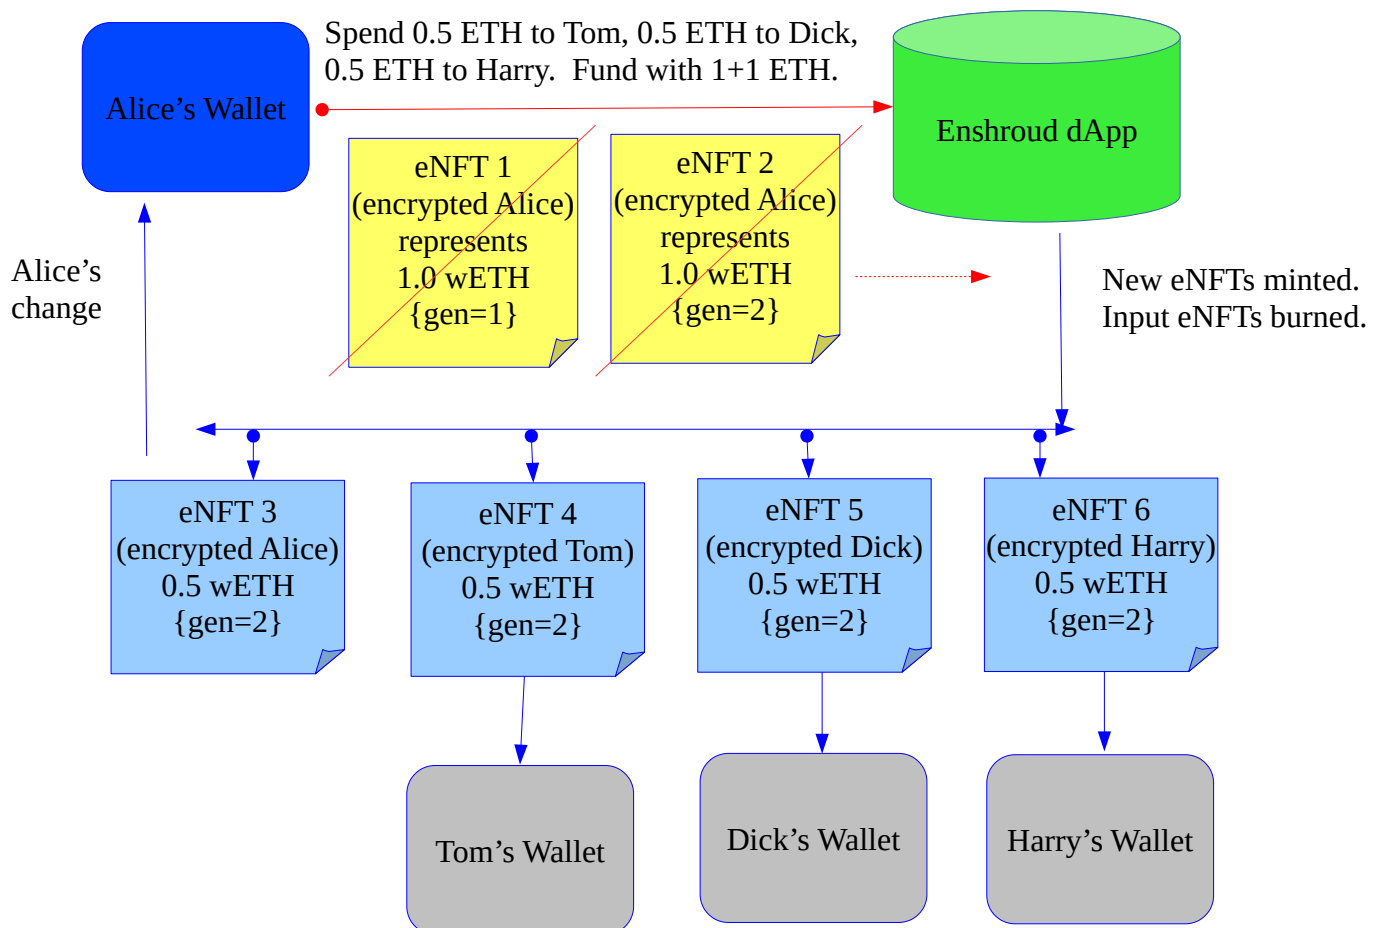 Alice’s Wallet
Spend 0.5 ETH to Tom, 0.5 ETH to Dick,
0.5 ETH to Harry.  Fund with 1+1 ETH.
Enshroud dApp
eNFT 1
(encrypted Alice)
represents
1.0 wETH
{gen=1}
eNFT 2
(encrypted Alice)
represents
1.0 wETH
{gen=2}
Alice’s
change
New eNFTs minted.
Input eNFTs burned.
eNFT 3
(encrypted Alice)
0.5 wETH
{gen=2}
eNFT 4
(encrypted Tom)
0.5 wETH
{gen=2}
eNFT 5
(encrypted Dick)
0.5 wETH
{gen=2}
eNFT 6
(encrypted Harry)
0.5 wETH
{gen=2}
Tom’s Wallet
Dick’s Wallet
Harry’s Wallet